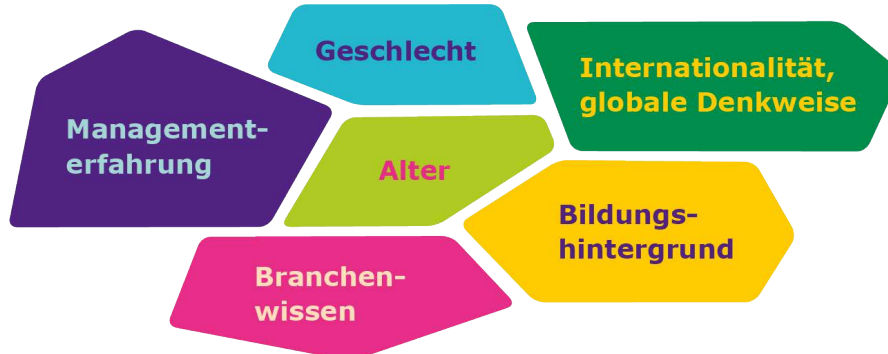 Geschlecht
Internationalität,
globale Denkweise
Management-
erfahrung
Alter
Bildungs-
hintergrund
Branchen-
wissen